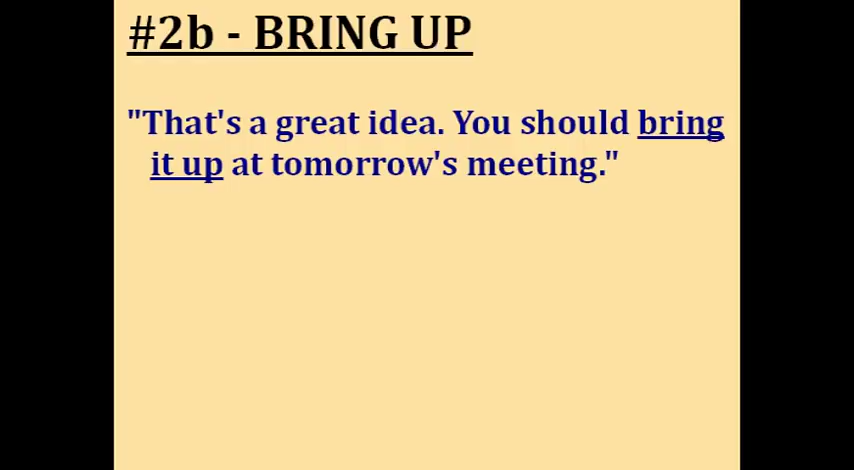 #2b - BRING UP
"That's a great idea. You should bring
it up at tomorrow's meeting."